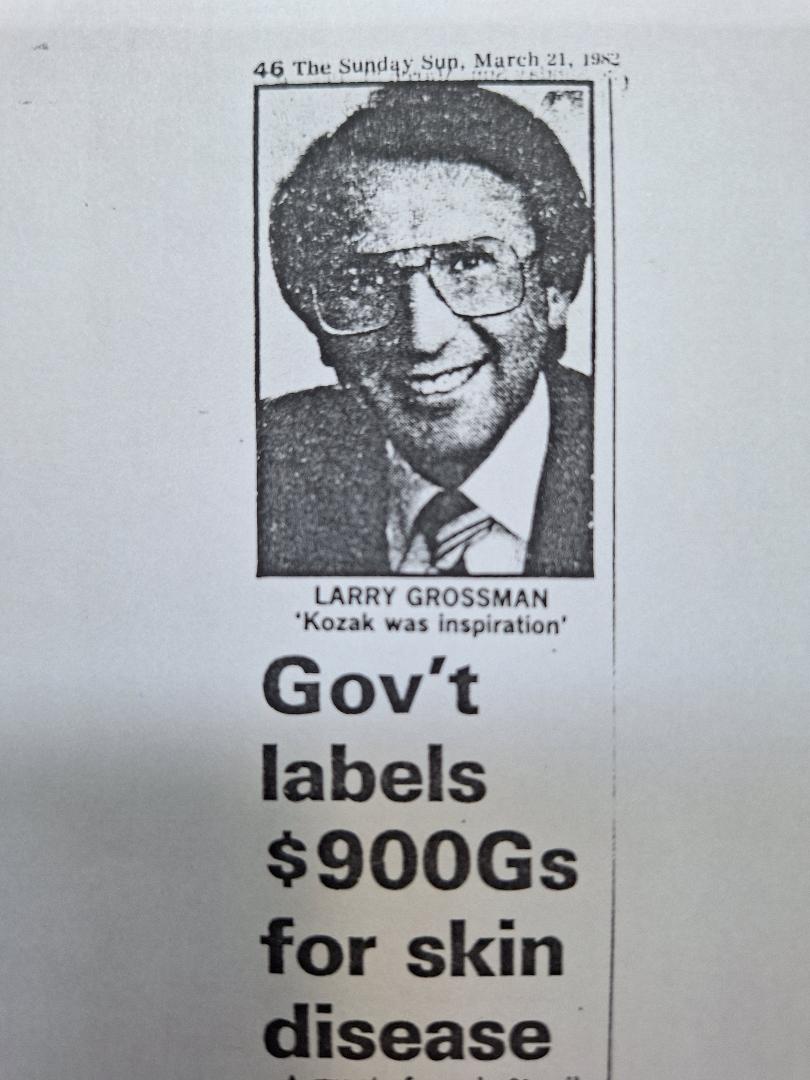 46 The Sunday Sun, March 21, 1982
LARRY GROSSMAN
'Kozak was inspiration'
Gov't
labels
$900Gs
for skin
disease